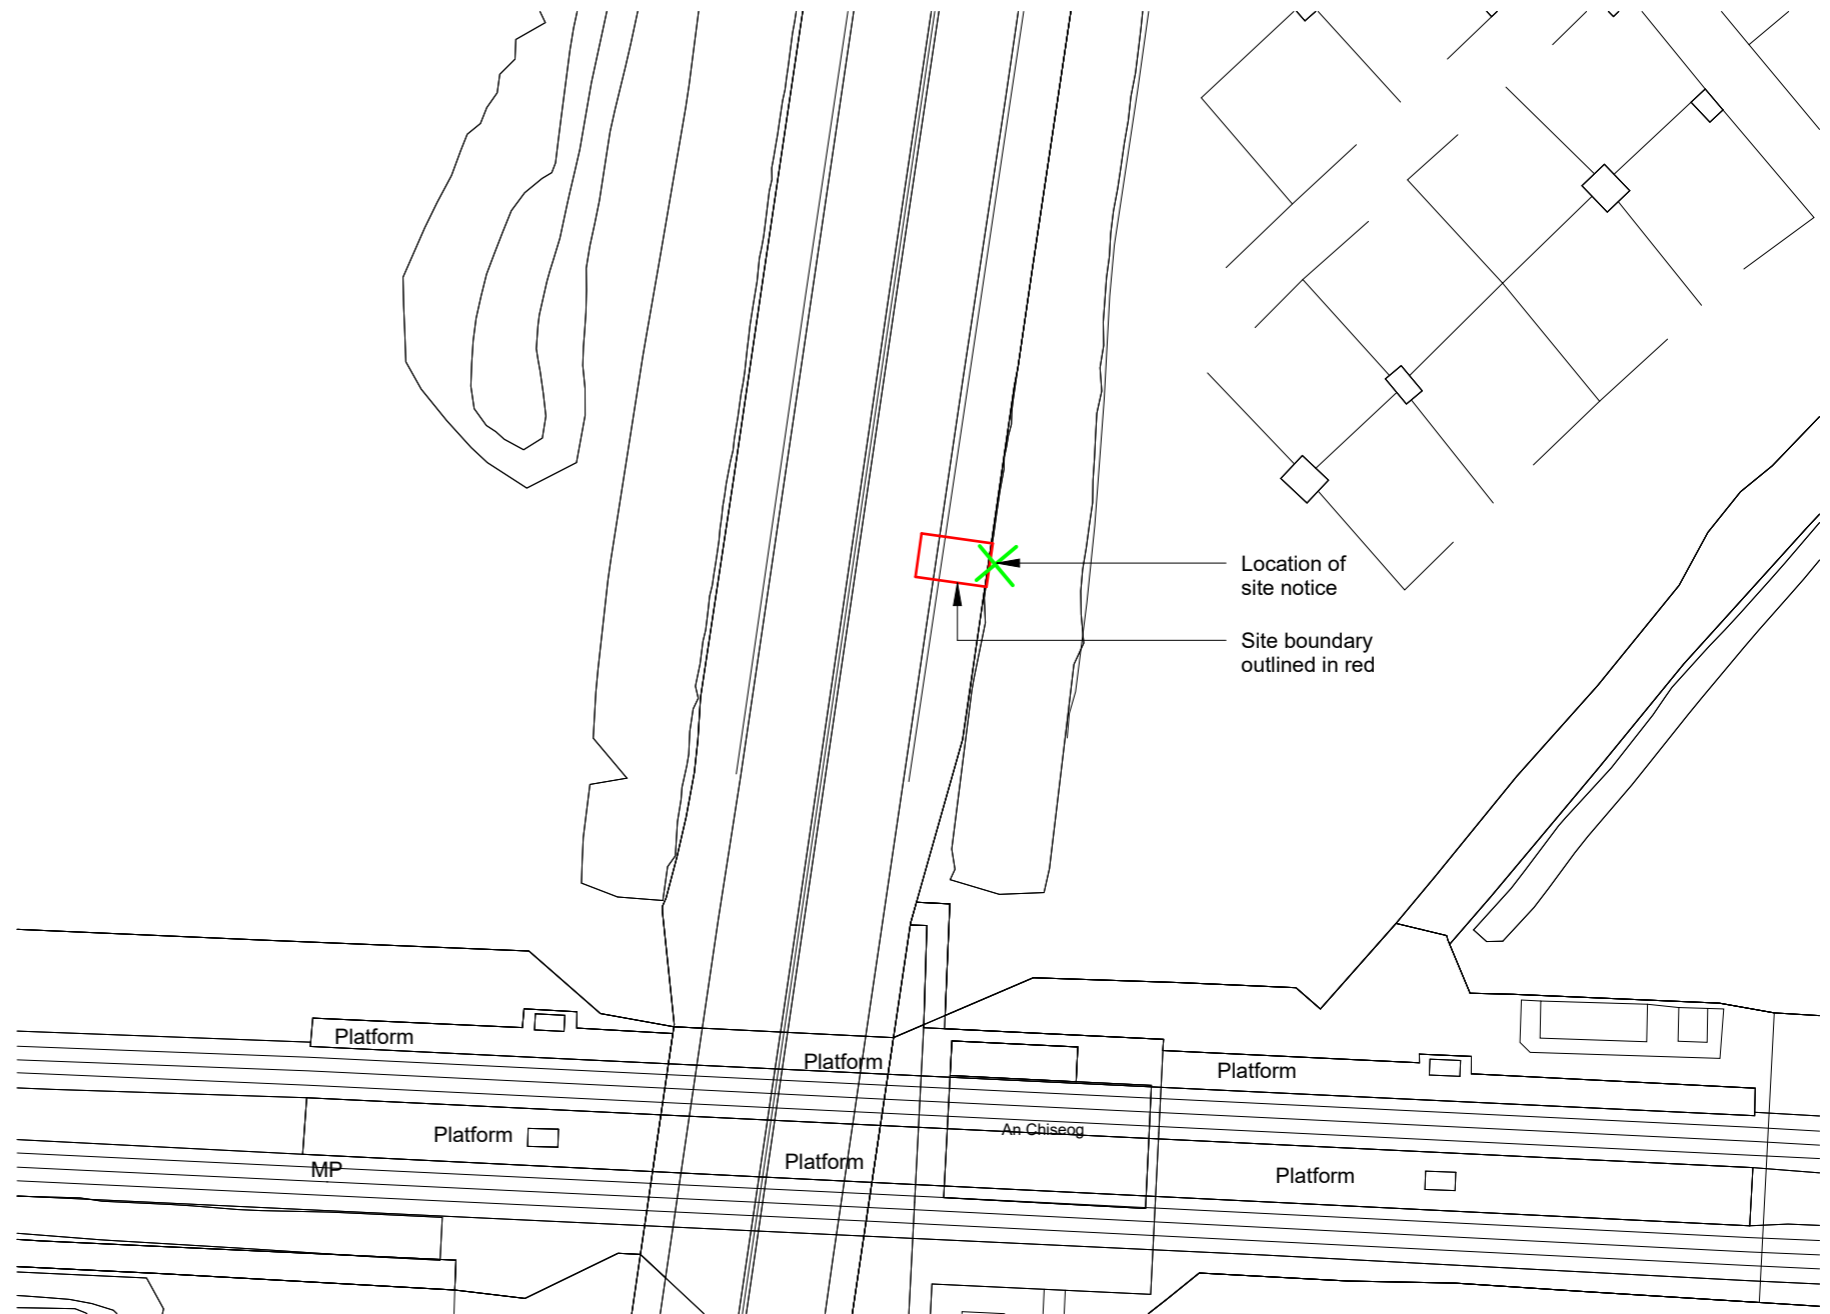 Location of
site notice
Site boundary
outlined in red
Platform
Platform
Platform
An Chiseog
Platform
Platform
MP
Platform